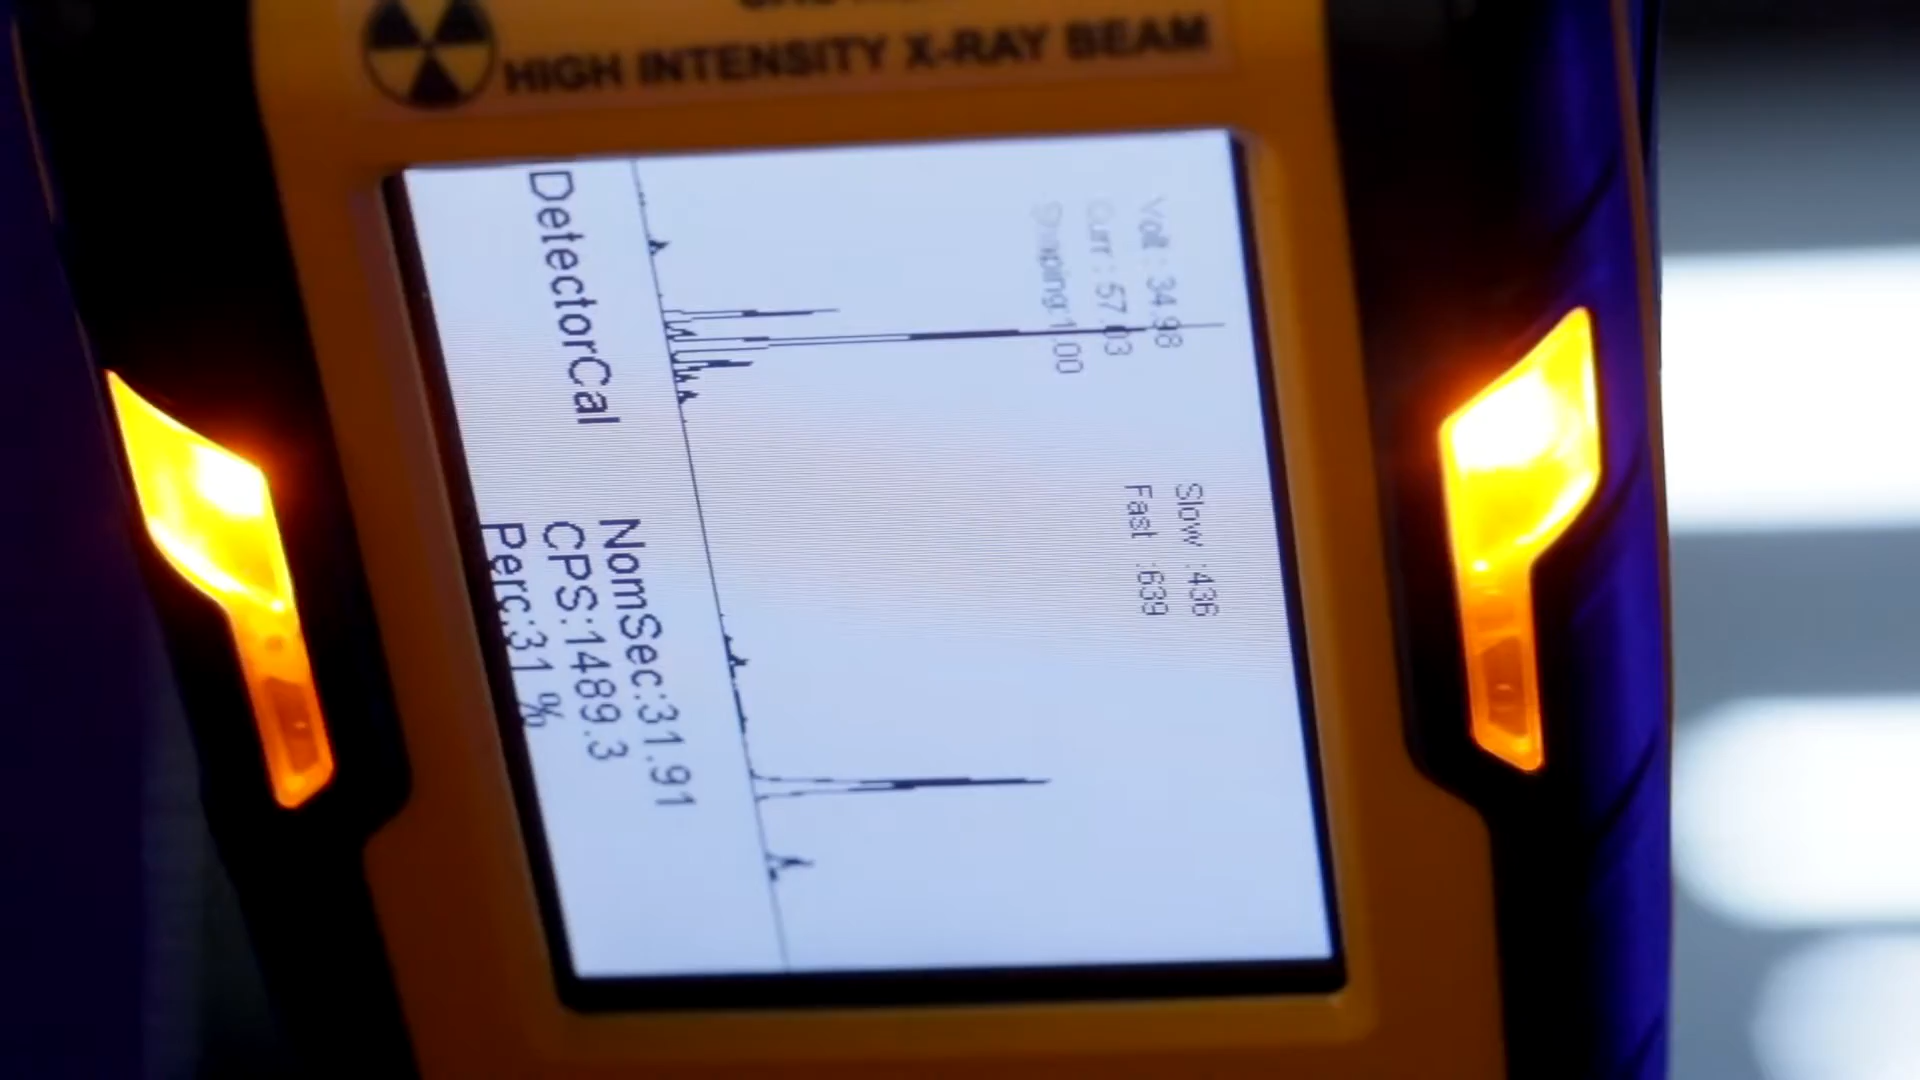 HIGH INTENSITY X-RAY BEAM
Volt : 34.98
Curr : 57.03
Shaping:1.00
Slow :436
Fast :639
DetectorCal
NomSec:31.91
CPS:1489.3
Perc:31 %